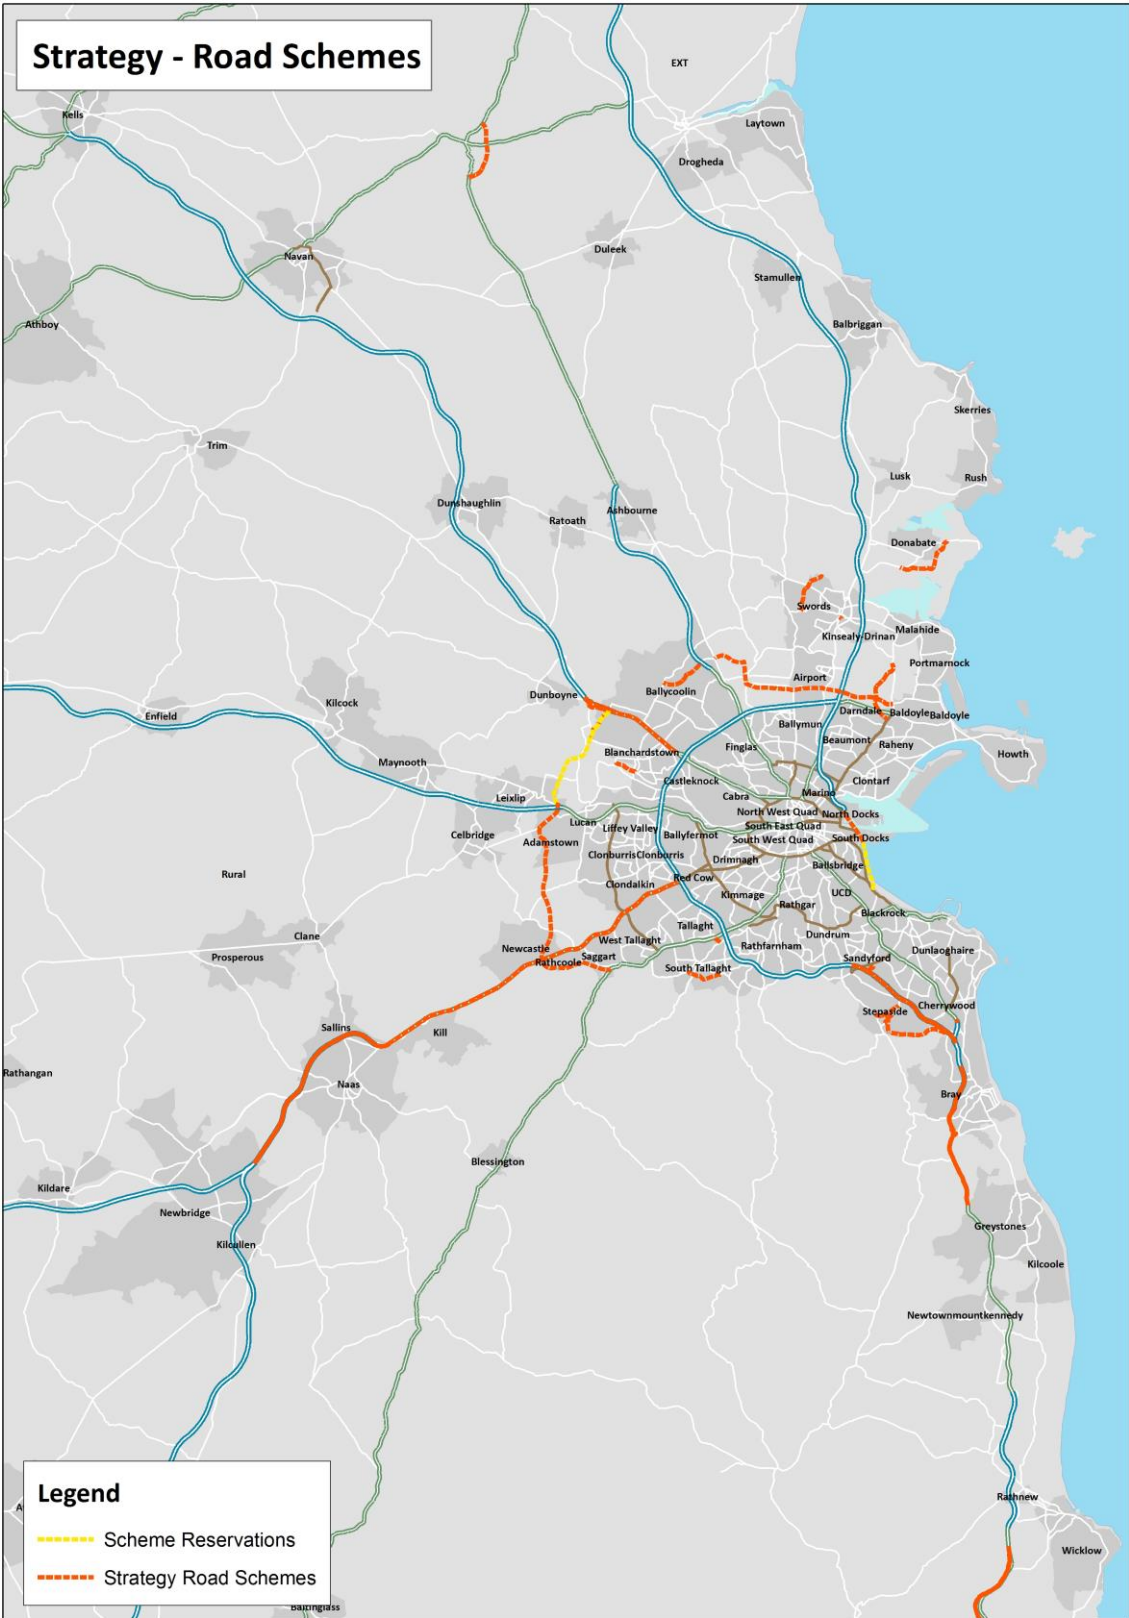 Strategy - Road Schemes
EXT
Kells
Laytown
Drogheda
Navan
Duleek
Stamullen
Athboy
Balbriggan
Skerries
Trim
Lusk
Rush
Dunshaughlin
Ratoath
Ashbourne
Donabate
Swords
Kinsealy-Drinan
Malahide
Portmarnock
Airport
Dunboyne
Ballycoolin
Kilcock
Enfield
Darndale
Baldoyle
Baldoyle
Ballymun
Beaumont
Raheny
Finglas
Blanchardstown
Howth
Maynooth
Castleknock
Clontarf
Leixlip
Cabra
Marino
North West Quad
North Docks
Lucan
Liffey Valley
South East Quad
Celbridge
Adamstown
Ballyfermot
South West Quad
South Docks
Clonburris
Clonburris
Drimnagh
Ballsbridge
Rural
Red Cow
Clondalkin
Kimmage
UCD
Rathgar
Blackrock
Tallaght
Clane
West Tallaght
Dundrum
Newcastle
Rathfarnham
Dunlaoghaire
Prosperous
Rathcoole
Saggart
Sandyford
South Tallaght
Cherrywood
Stepaside
Sallins
Kill
Rathangan
Naas
Bray
Blessington
Kildare
Newbridge
Greystones
Kilcullen
Kilcoole
Newtownmountkennedy
Rathnew
Wicklow
Legend
Scheme Reservations
Strategy Road Schemes
Baltinglass